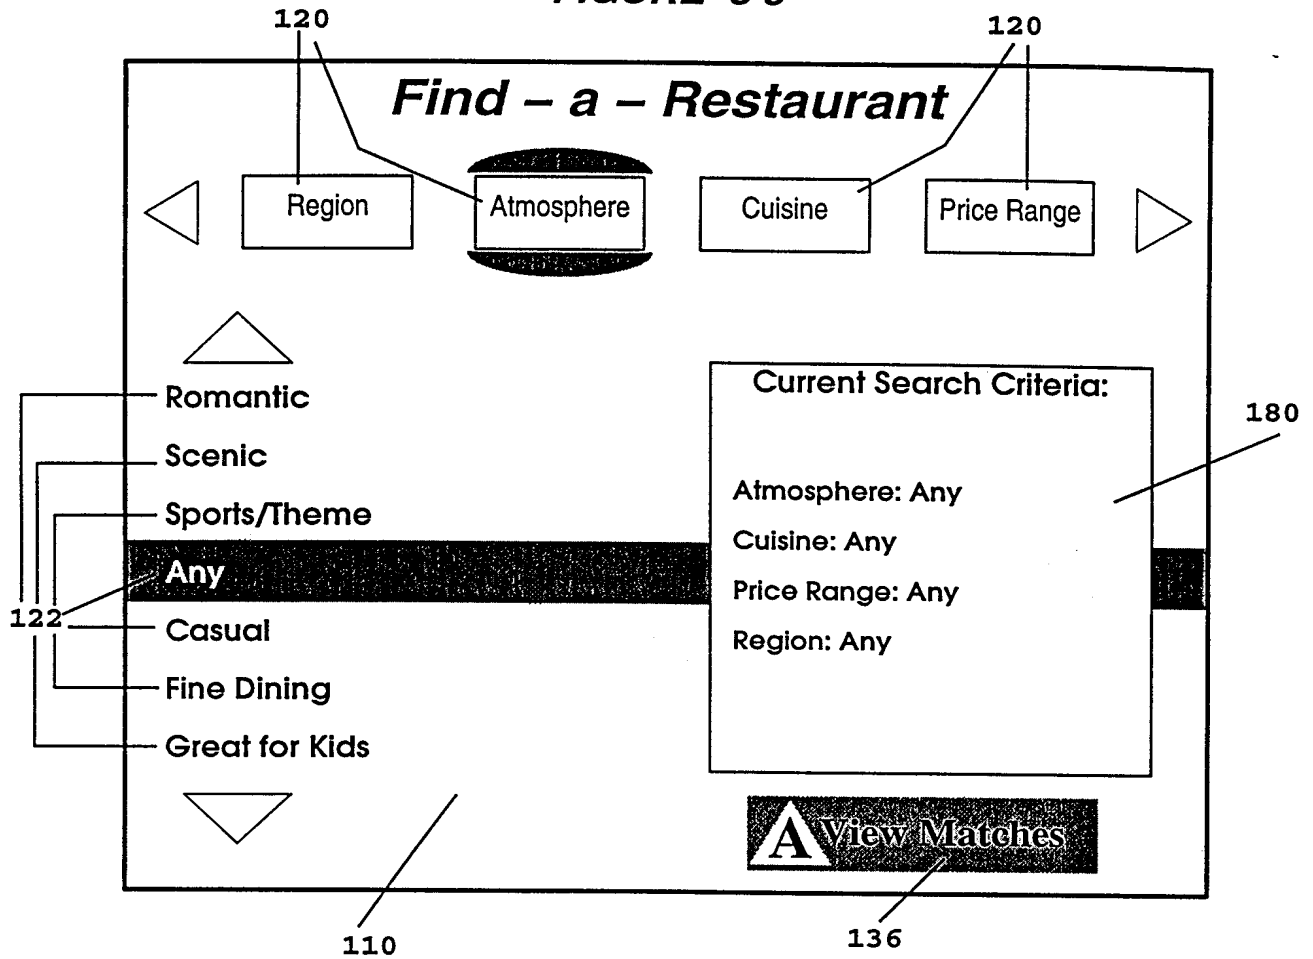 120
120
Find – a – Restaurant
Region
Atmosphere
Cuisine
Price Range
Romantic
Scenic
Sports/Theme
Any
Casual
Fine Dining
Great for Kids
122
Current Search Criteria:
Atmosphere: Any
Cuisine: Any
Price Range: Any
Region: Any
180
A View Matches
110
136